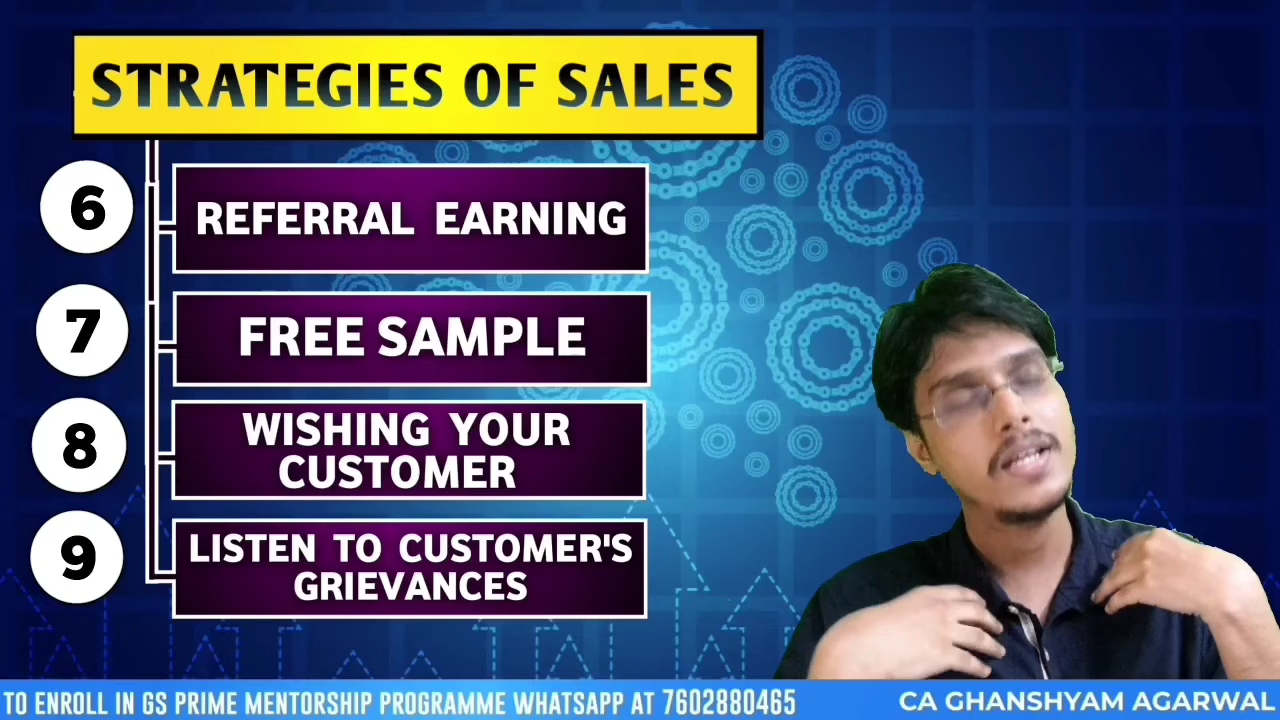 STRATEGIES OF SALES
6
REFERRAL EARNING
7
FREE SAMPLE
8
WISHING YOUR
CUSTOMER
9
LISTEN TO CUSTOMER'S
GRIEVANCES
TO ENROLL IN GS PRIME MENTORSHIP PROGRAMME WHATSAPP AT 7602880465
CA GHANSHYAM AGARWAL